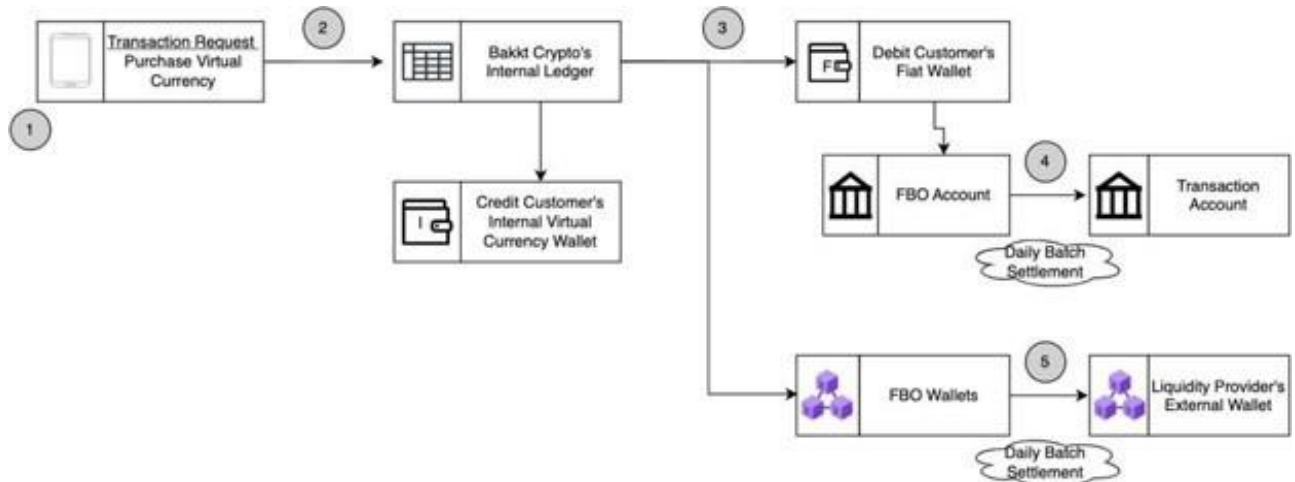 1
Transaction Request
Purchase Virtual
Currency
2
Bakkt Crypto's
Internal Ledger
I
Credit Customer's
Internal Virtual
Currency Wallet
3
F
Debit Customer's
Fiat Wallet
FBO Account
4
Transaction
Account
Daily Batch
Settlement
FBO Wallets
5
Liquidity Provider's
External Wallet
Daily Batch
Settlement